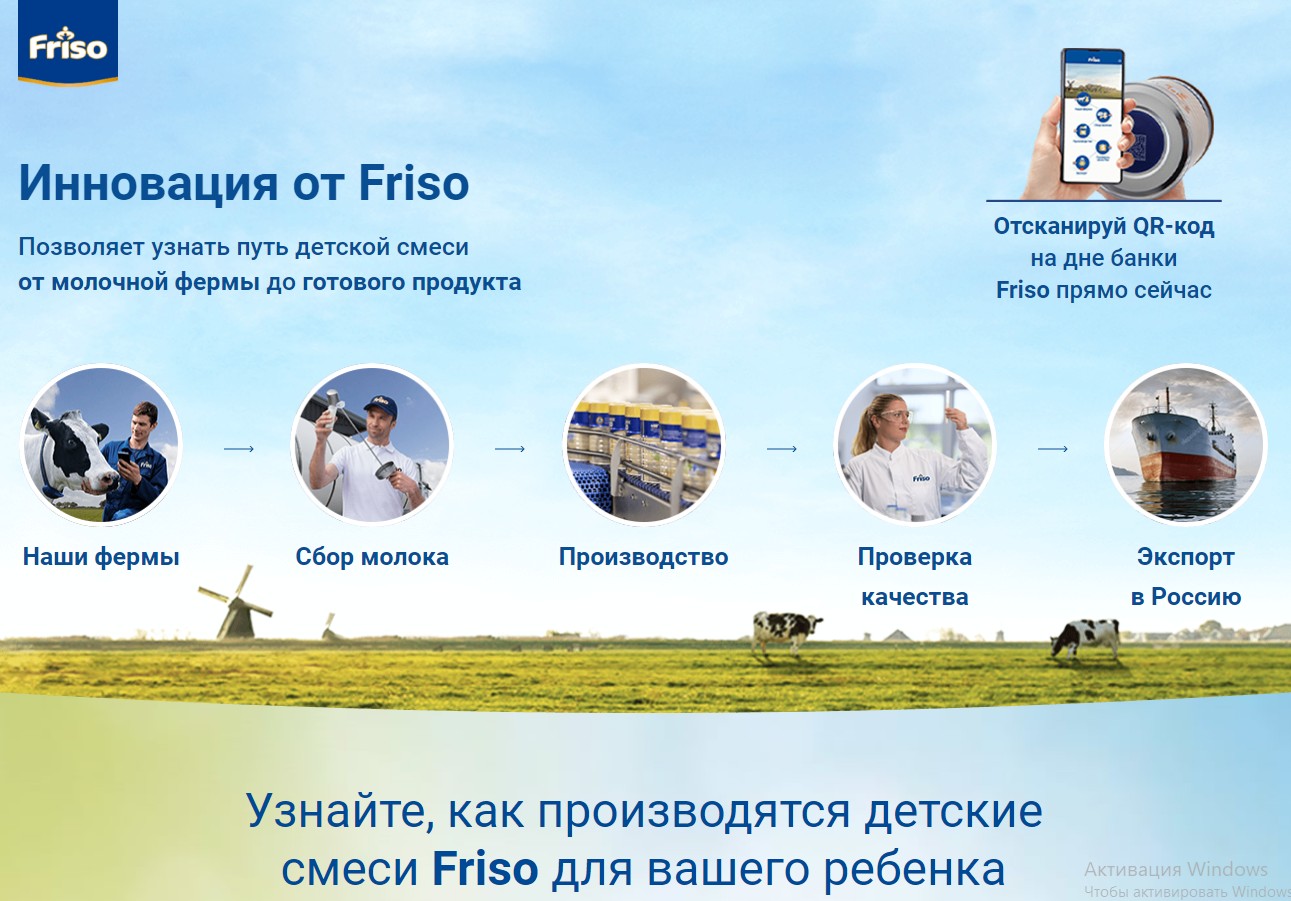 Friso
Инновация от Friso
Позволяет узнать путь детской смеси
от молочной фермы до готового продукта
Отсканируй QR-код
на дне банки
Friso прямо сейчас
Наши фермы
Сбор молока
Производство
Проверка
качества
Экспорт
в Россию
Узнайте, как производятся детские
смеси Friso для вашего ребенка
Активация Windows
Чтобы активировать Windows